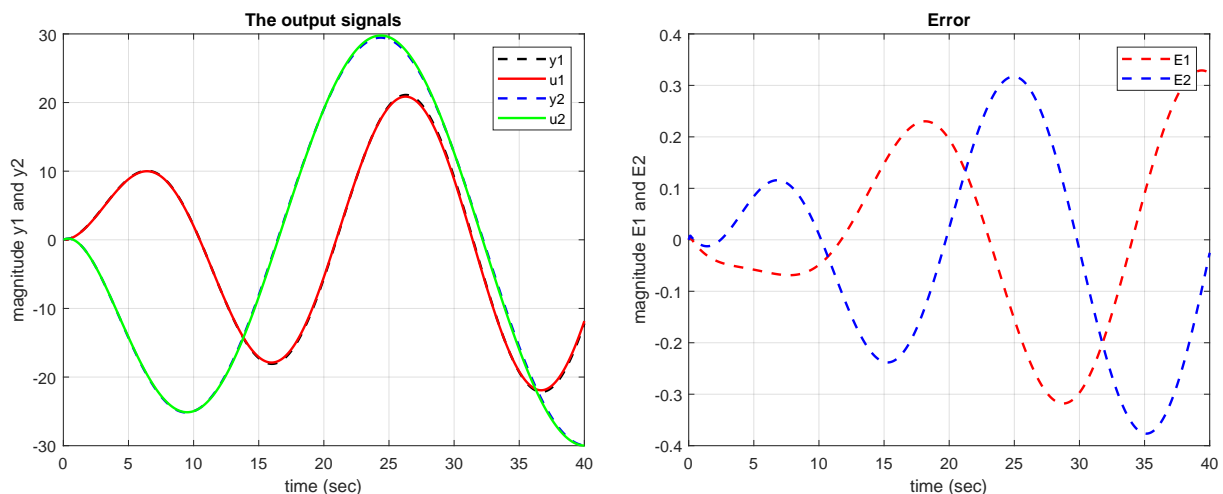 The output signals
30
20
10
0
-10
-20
-30
magnitude y1 and y2
0
5
10
15
20
25
30
35
40
time (sec)
y1
u1
y2
u2
Error
0.4
0.3
0.2
0.1
0
-0.1
-0.2
-0.3
-0.4
magnitude E1 and E2
0
5
10
15
20
25
30
35
40
time (sec)
E1
E2